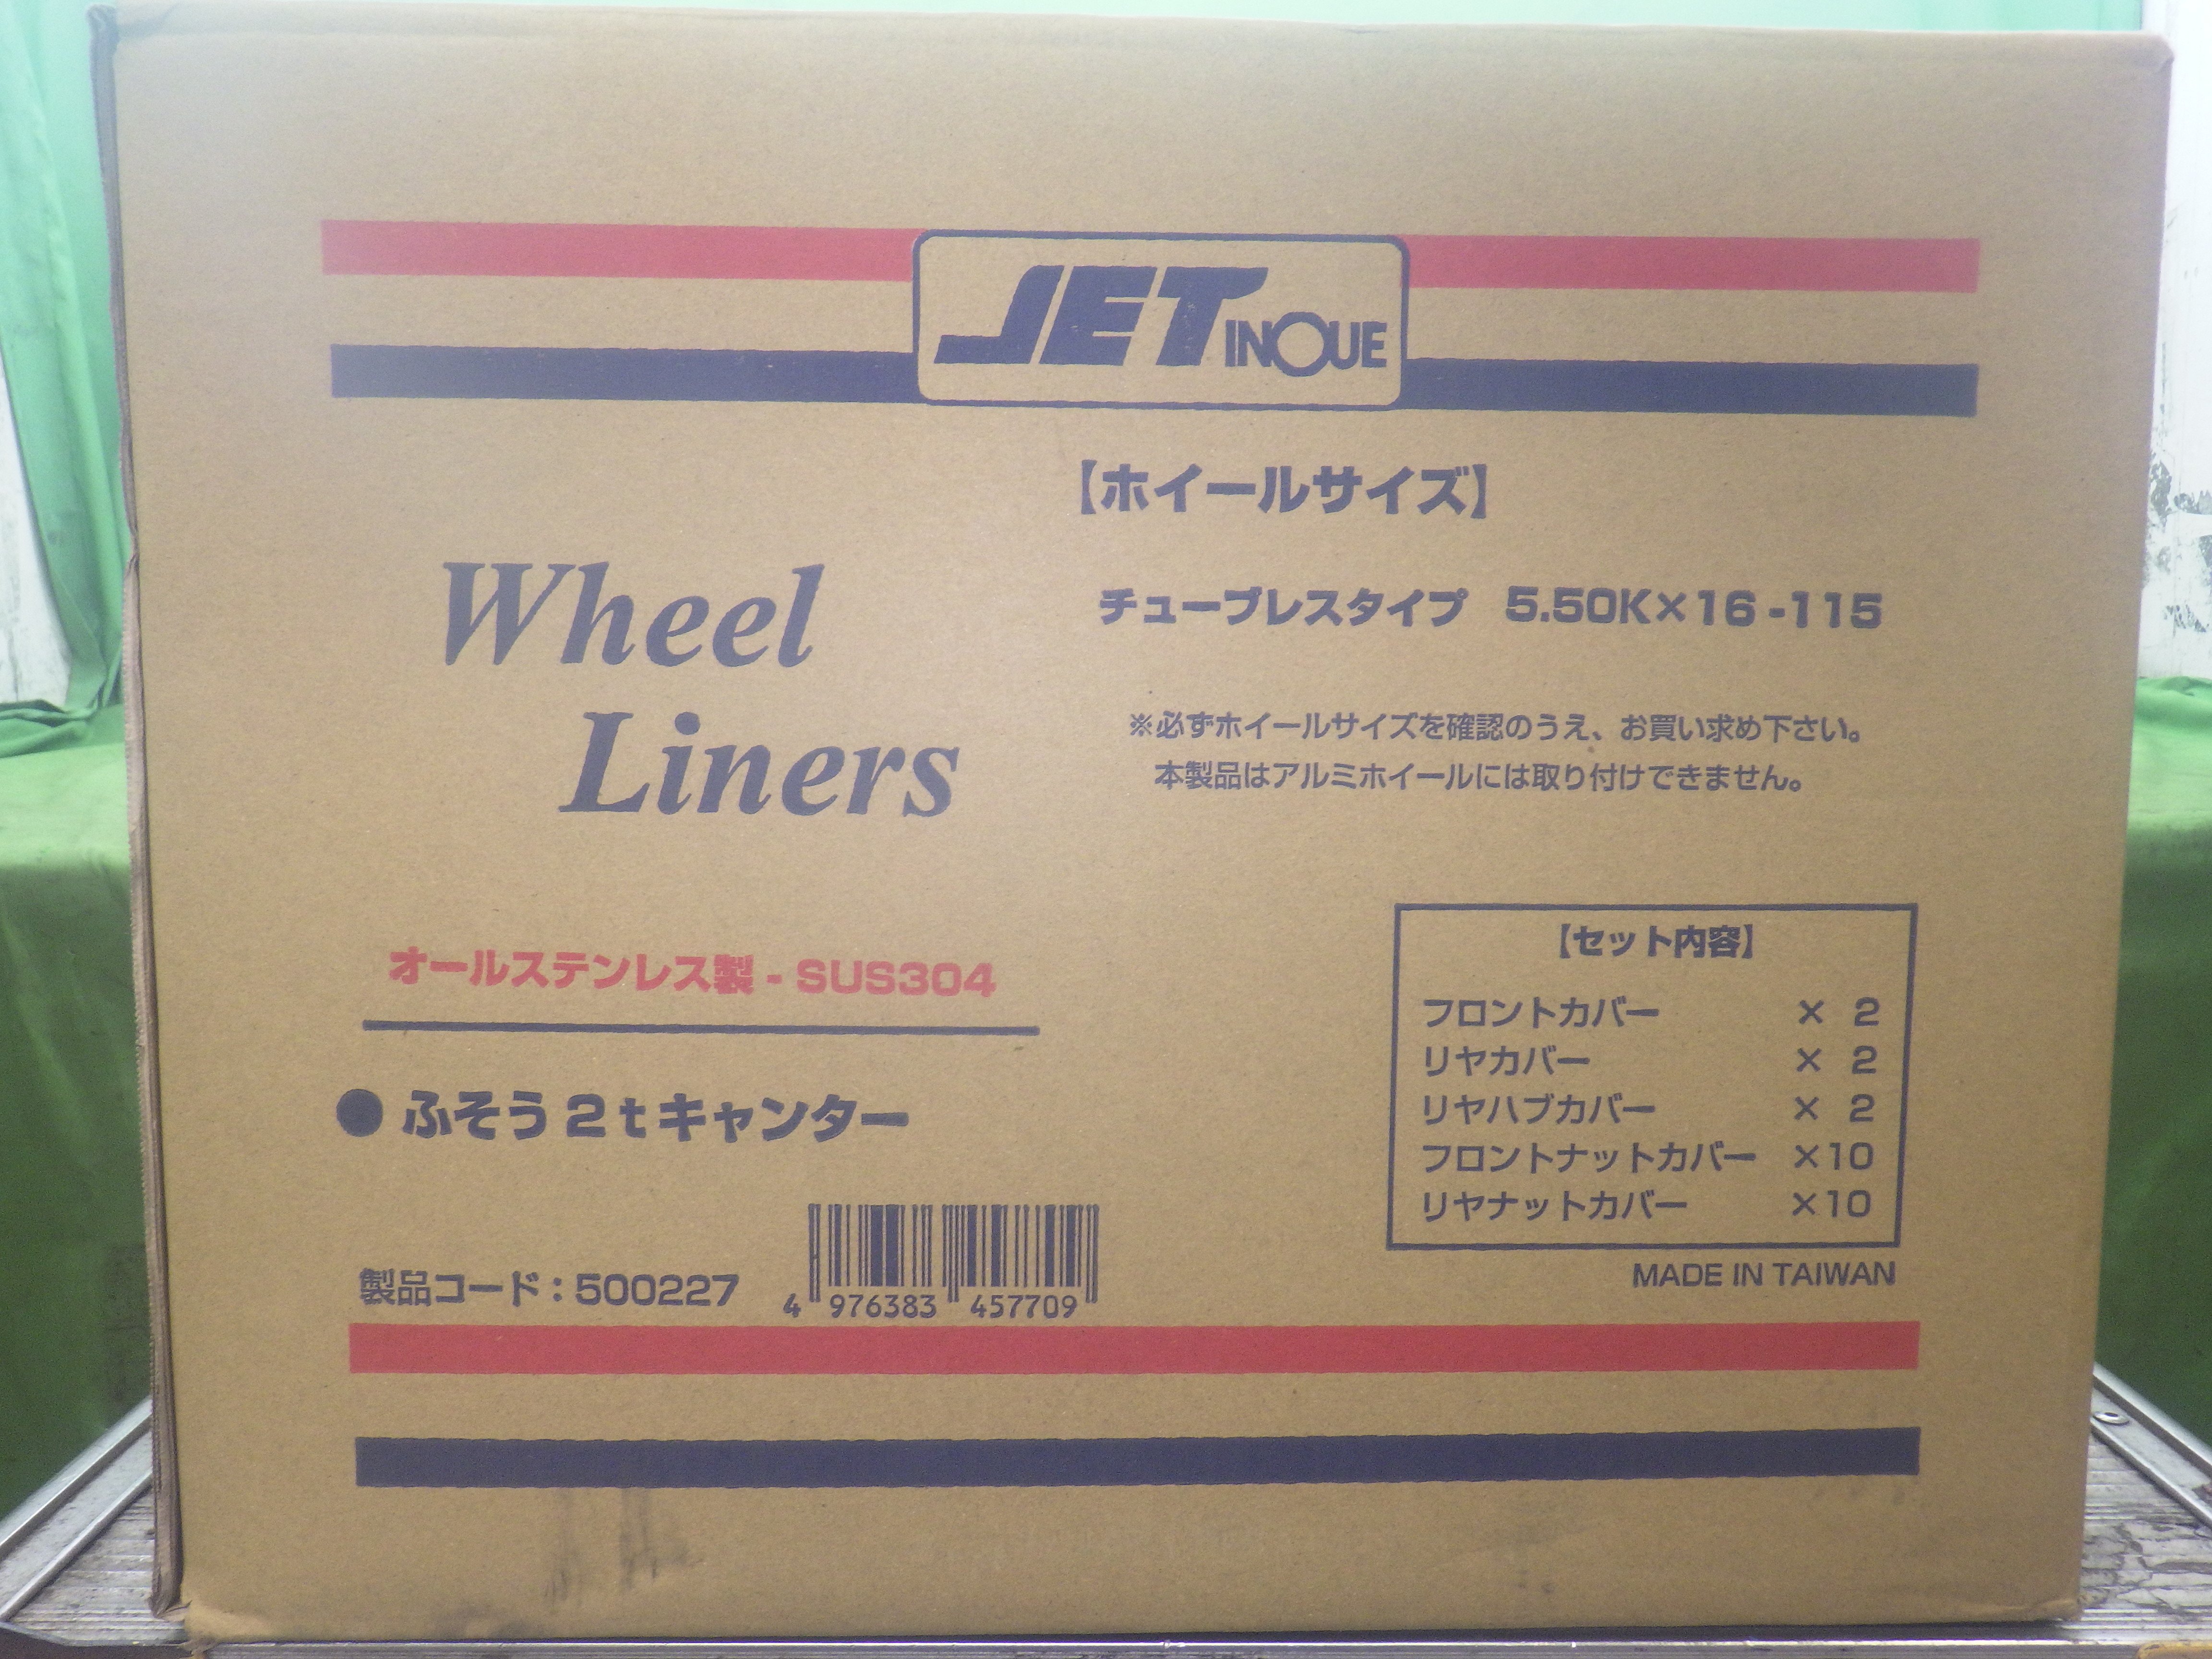 JET INOUE
【ホイールサイズ】
チューブレスタイプ 5.50K×16-115
Wheel
Liners
※必ずホイールサイズを確認のうえ、お買い求め下さい。
本製品はアルミホイールには取り付けできません。
オールステンレス製-SUS304
●ふそう2tキャンター
製品コード:500227
4 976383 457709
【セット内容】
フロントカバー × 2
リヤカバー × 2
リヤハブカバー × 2
フロントナットカバー ×10
リヤナットカバー ×10
MADE IN TAIWAN